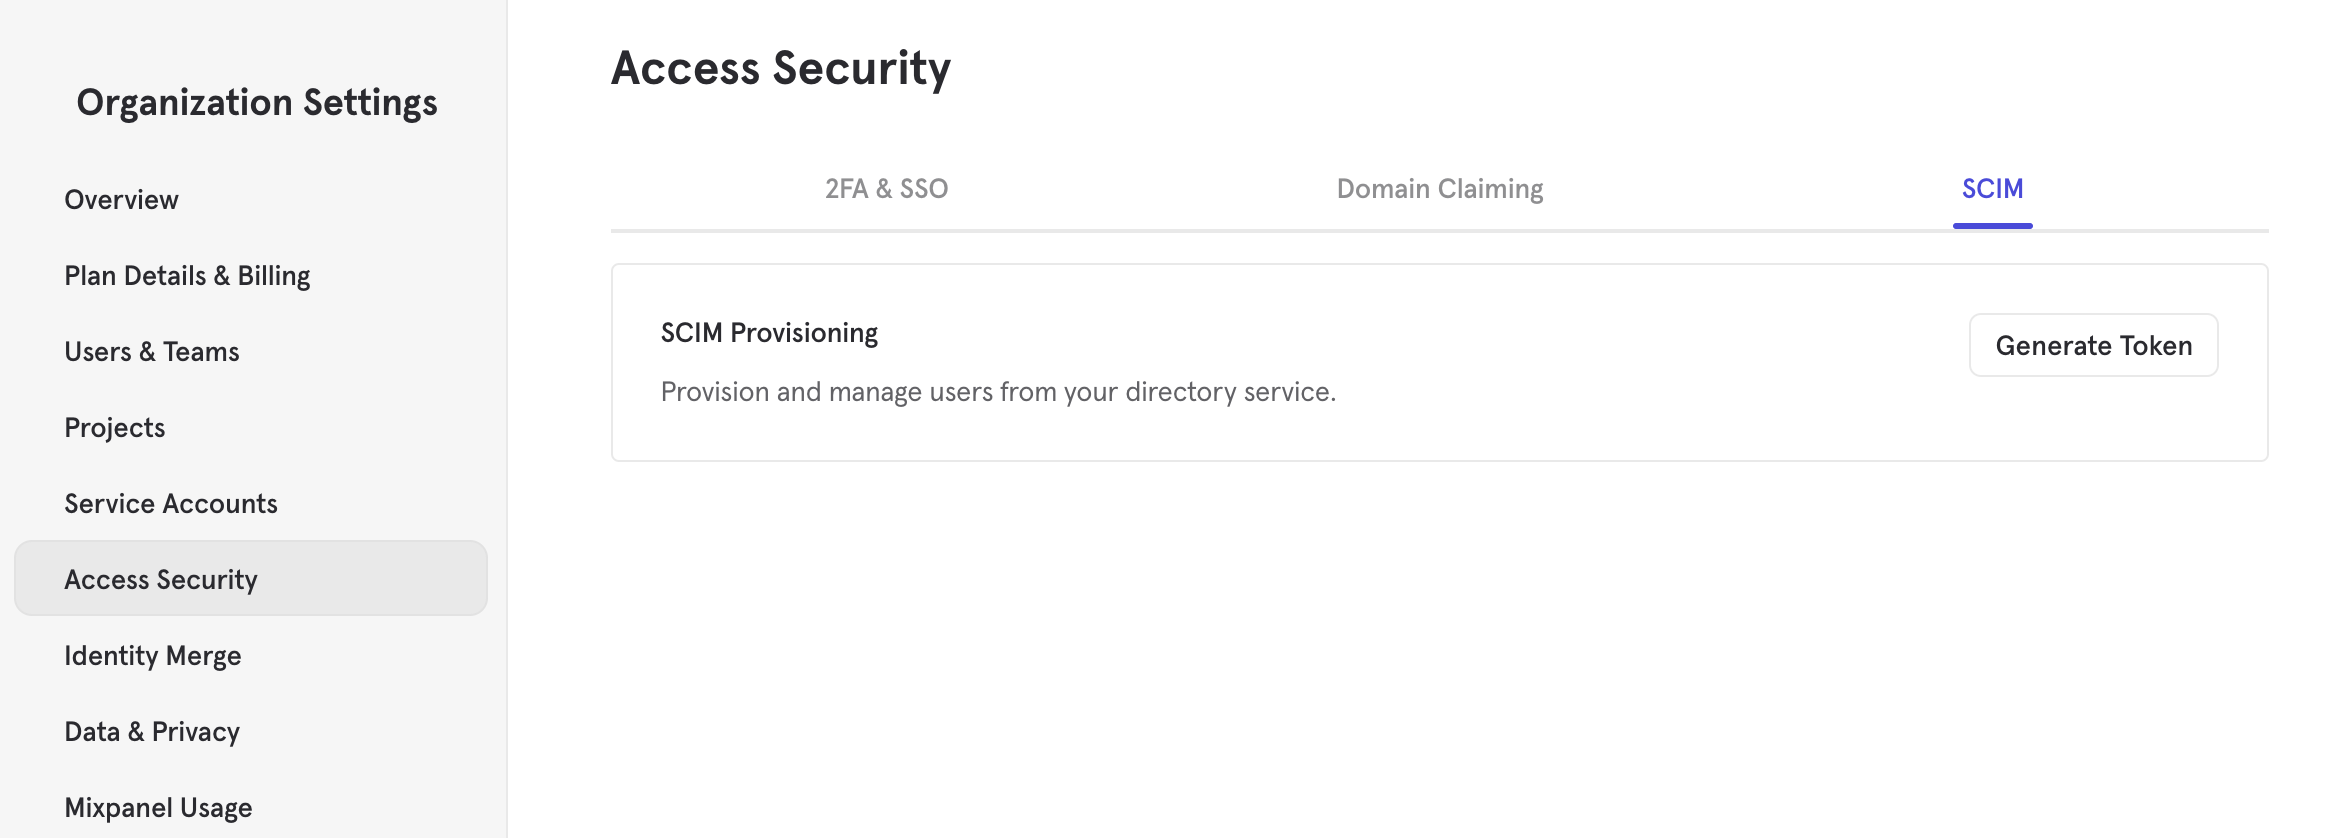 Organization Settings
Overview
Plan Details & Billing
Users & Teams
Projects
Service Accounts
Access Security
Identity Merge
Data & Privacy
Mixpanel Usage
Access Security
2FA & SSO
Domain Claiming
SCIM
SCIM Provisioning
Provision and manage users from your directory service.
Generate Token